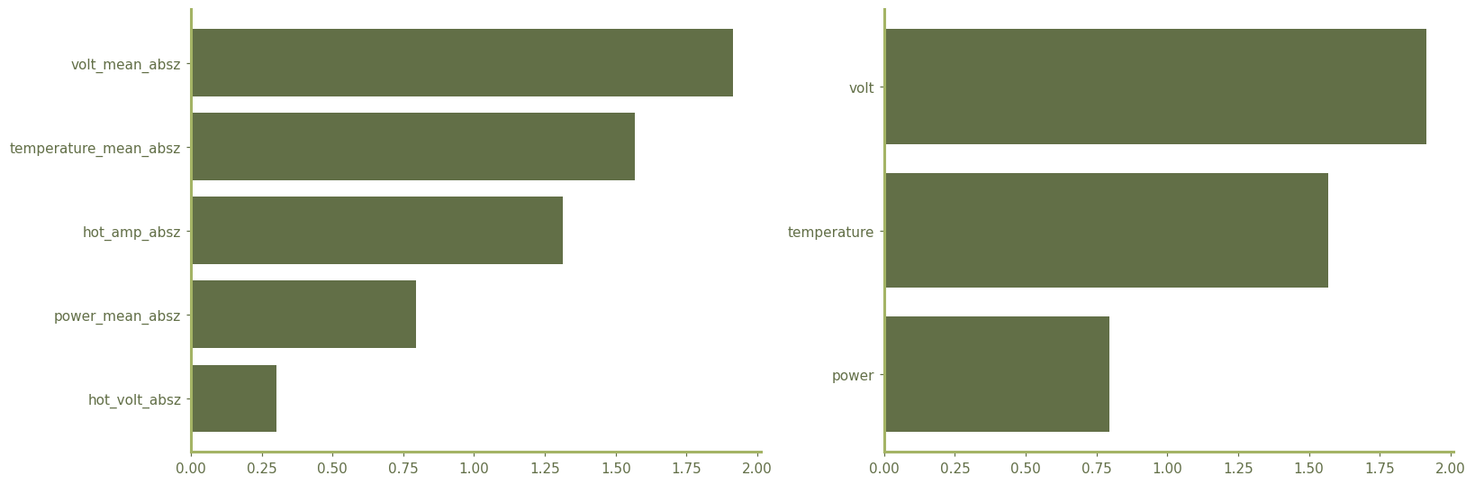 volt_mean_absz
temperature_mean_absz
hot_amp_absz
power_mean_absz
hot_volt_absz
0.00 0.25 0.50 0.75 1.00 1.25 1.50 1.75 2.00
volt
temperature
power
0.00 0.25 0.50 0.75 1.00 1.25 1.50 1.75 2.00